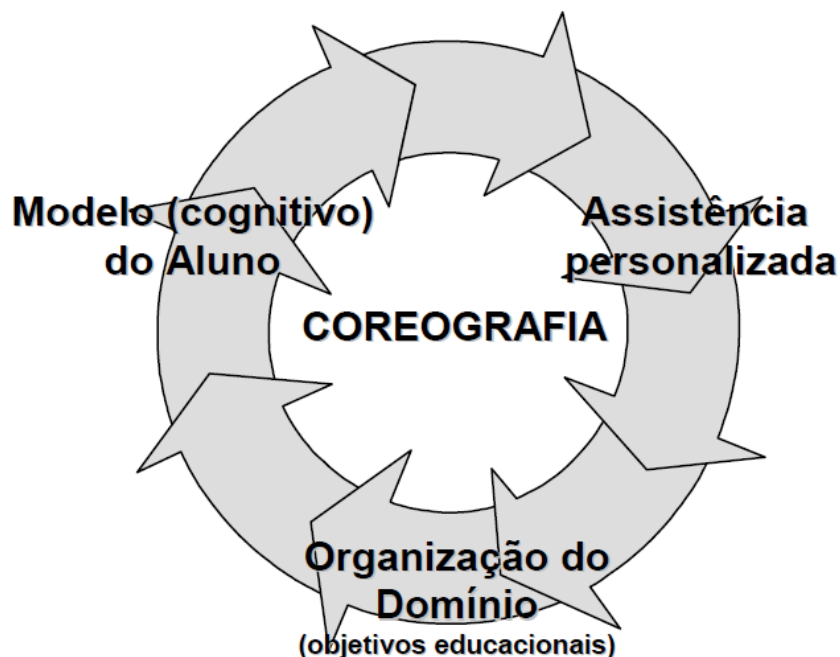 Modelo (cognitivo)
do Aluno
Assistência
personalizada
COREOGRAFIA
Organização do
Domínio
(objetivos educacionais)